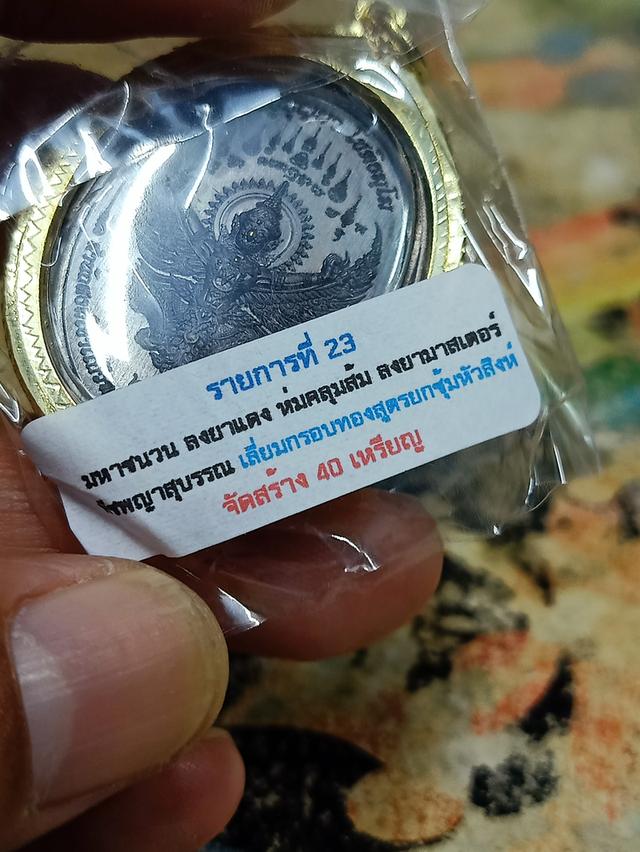 รายการที่ 23
มหาชนวน ลงยาแดง ห่มคลุมส้ม ลงยามาสเตอร์
พญาสุบรรณ เลี่ยมกรอบทองสูตรยกซุ้มหัวสิงห์
จัดสร้าง 40 เหรียญ